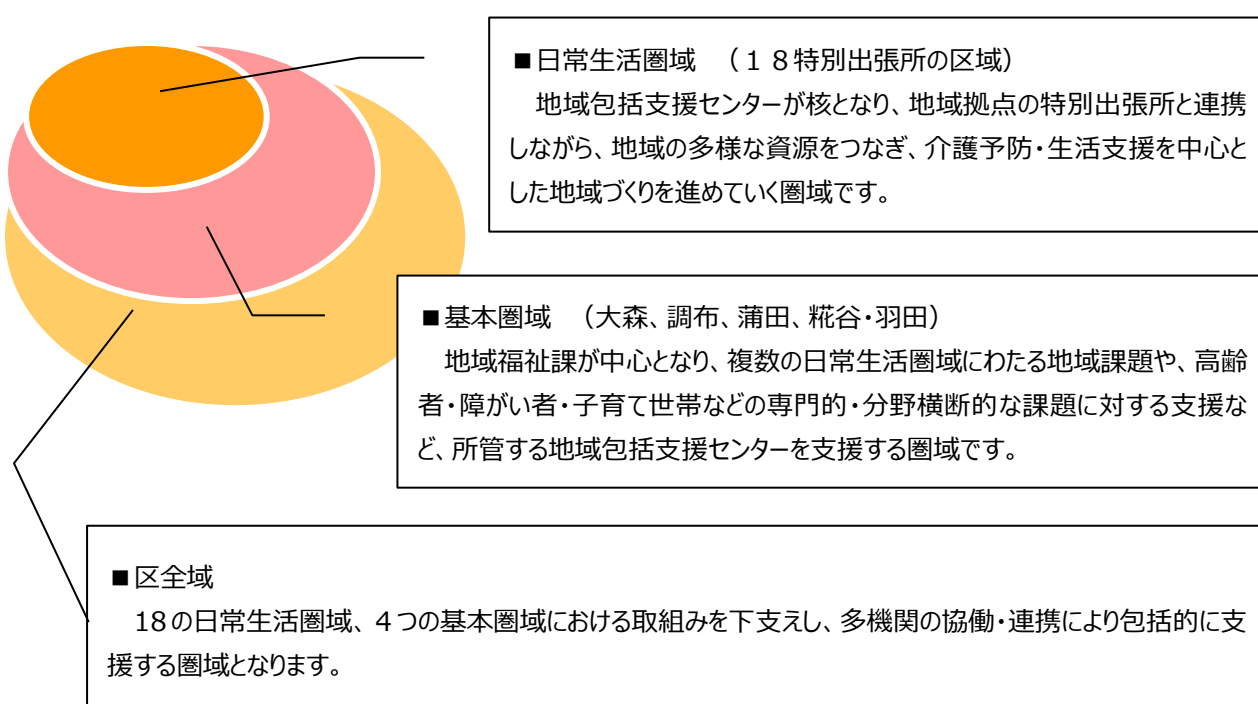 ■日常生活圏域　（１８特別出張所の区域）
　地域包括支援センターが核となり、地域拠点の特別出張所と連携
しながら、地域の多様な資源をつなぎ、介護予防・生活支援を中心と
した地域づくりを進めていく圏域です。
■基本圏域　（大森、調布、蒲田、糀谷・羽田）
　地域福祉課が中心となり、複数の日常生活圏域にわたる地域課題や、高齢
者・障がい者・子育て世帯などの専門的・分野横断的な課題に対する支援な
ど、所管する地域包括支援センターを支援する圏域です。
■区全域
　18の日常生活圏域、４つの基本圏域における取組みを下支えし、多機関の協働・連携により包括的に支
援する圏域となります。